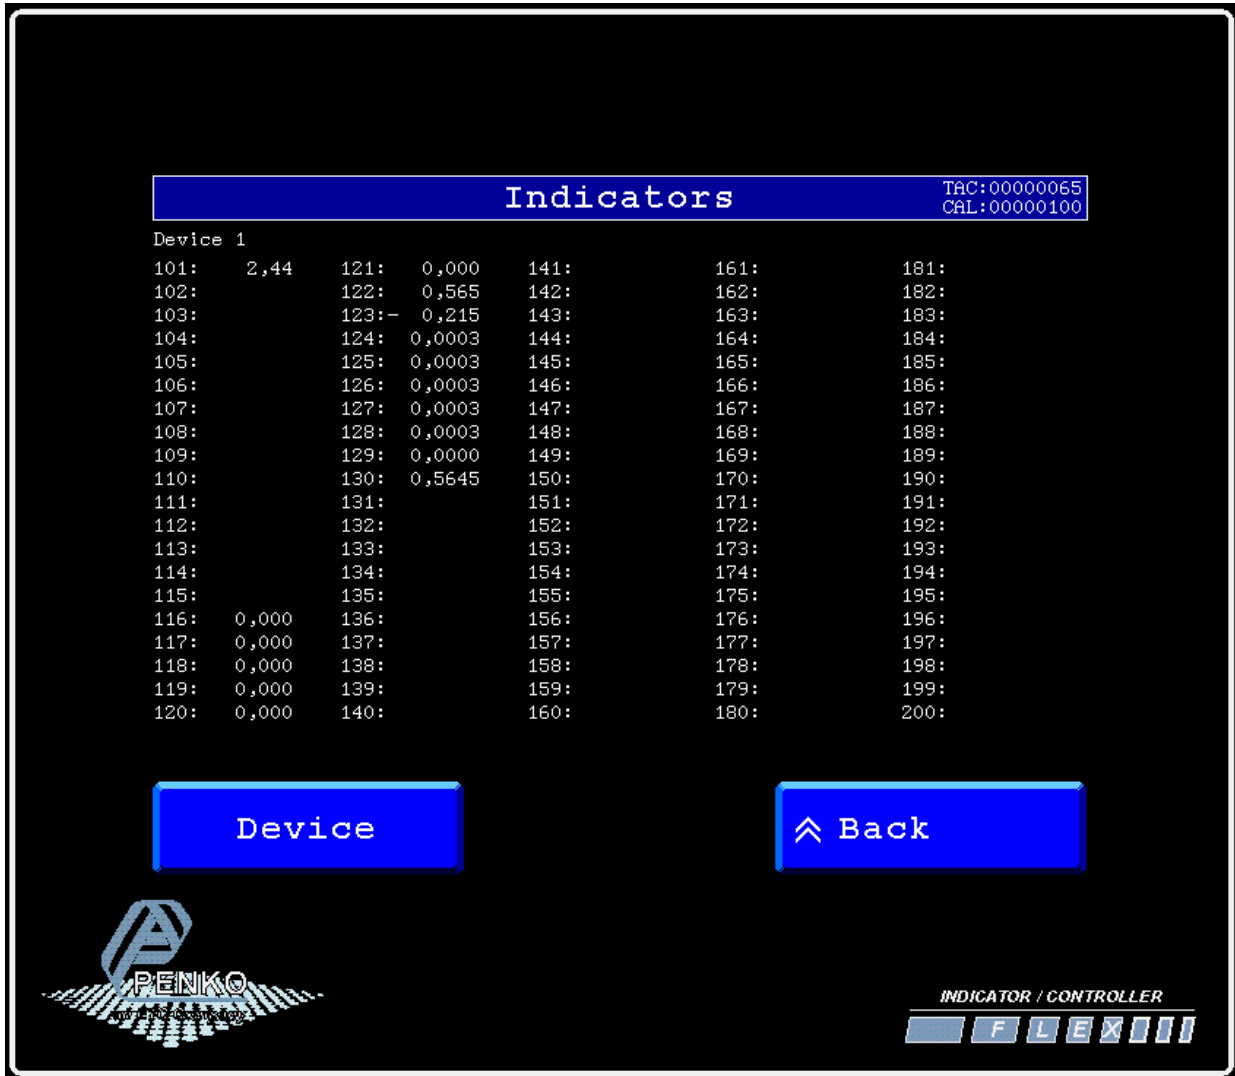 Indicators
TAC:00000065
CAL:00000100
Device 1
101: 2,44 121: 0,000 141: 161: 181:
102: 122: 0,565 142: 162: 182:
103: 123:- 0,215 143: 163: 183:
104: 124: 0,0003 144: 164: 184:
105: 125: 0,0003 145: 165: 185:
106: 126: 0,0003 146: 166: 186:
107: 127: 0,0003 147: 167: 187:
108: 128: 0,0003 148: 168: 188:
109: 129: 0,0000 149: 169: 189:
110: 130: 0,5645 150: 170: 190:
111: 131: 151: 171: 191:
112: 132: 152: 172: 192:
113: 133: 153: 173: 193:
114: 134: 154: 174: 194:
115: 135: 155: 175: 195:
116: 0,000 136: 156: 176: 196:
117: 0,000 137: 157: 177: 197:
118: 0,000 138: 158: 178: 198:
119: 0,000 139: 159: 179: 199:
120: 0,000 140: 160: 180: 200:
Device
Back
PENKO
INDICATOR / CONTROLLER
FLEX